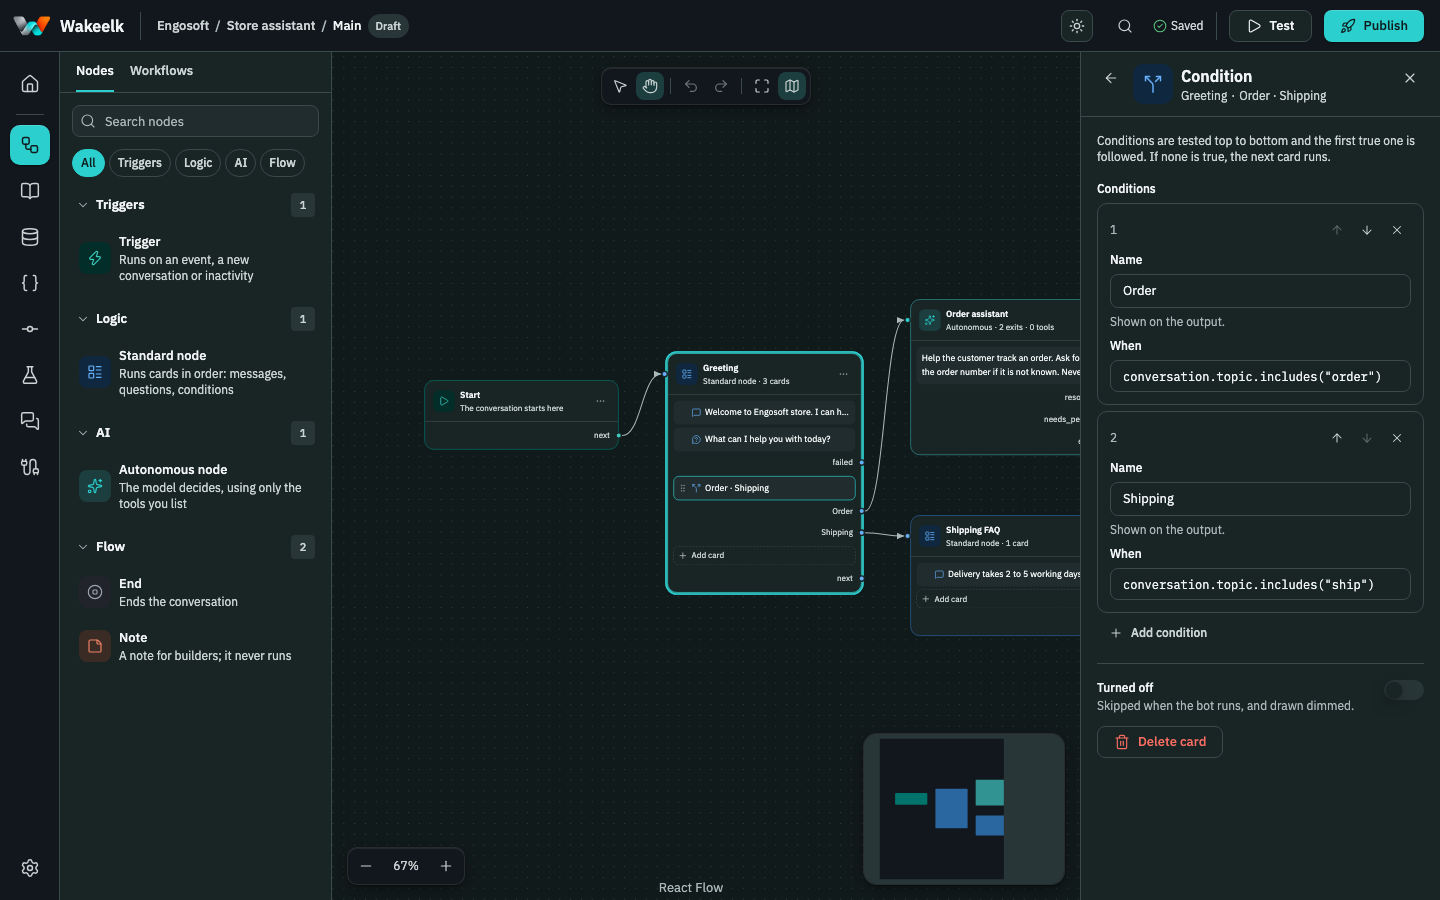 Wakeelk
Engosoft / Store assistant / Main Draft
Saved
Test
Publish
Nodes
Workflows
Search nodes
All
Triggers
Logic
AI
Flow
Triggers 1
Trigger
Runs on an event, a new
conversation or inactivity
Logic 1
Standard node
Runs cards in order: messages,
questions, conditions
AI 1
Autonomous node
The model decides, using only the
tools you list
Flow 2
End
Ends the conversation
Note
A note for builders; it never runs
Start
The conversation starts here
next
Greeting
Standard node · 3 cards
Welcome to Engosoft store. I can h...
What can I help you with today?
failed
Order · Shipping
Order
Shipping
Add card
next
Order assistant
Autonomous · 2 exits · 0 tools
Help the customer track an order. Ask fo
the order number if it is not known. Neve
reso
needs_pe
Shipping FAQ
Standard node · 1 card
Delivery takes 2 to 5 working days
Add card
67%
React Flow
Condition
Greeting · Order · Shipping
Conditions are tested top to bottom and the first true one is
followed. If none is true, the next card runs.
Conditions
1
Name
Order
Shown on the output.
When
conversation.topic.includes("order")
2
Name
Shipping
Shown on the output.
When
conversation.topic.includes("ship")
Add condition
Turned off
Skipped when the bot runs, and drawn dimmed.
Delete card